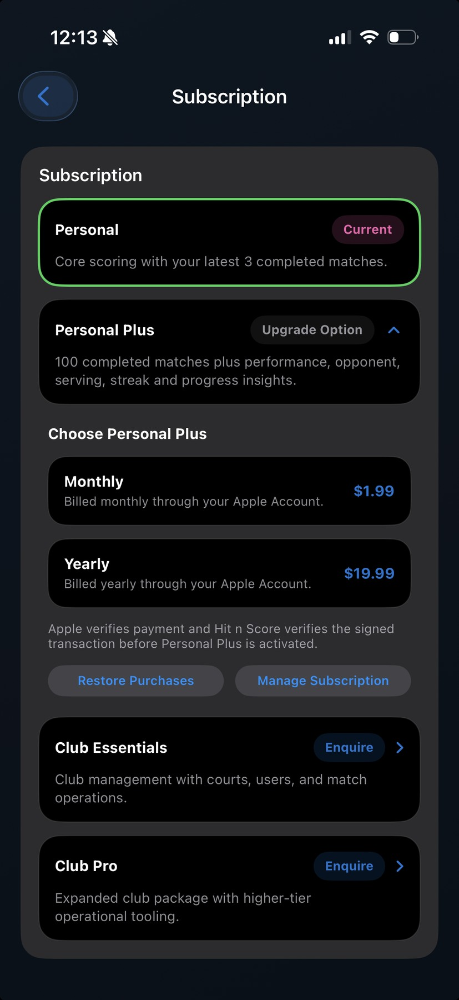 12:13
Subscription
Subscription
Personal
Current
Core scoring with your latest 3 completed matches.
Personal Plus
Upgrade Option
100 completed matches plus performance, opponent,
serving, streak and progress insights.
Choose Personal Plus
Monthly
Billed monthly through your Apple Account.
$1.99
Yearly
Billed yearly through your Apple Account.
$19.99
Apple verifies payment and Hit n Score verifies the signed
transaction before Personal Plus is activated.
Restore Purchases
Manage Subscription
Club Essentials
Enquire
Club management with courts, users, and match
operations.
Club Pro
Enquire
Expanded club package with higher-tier
operational tooling.